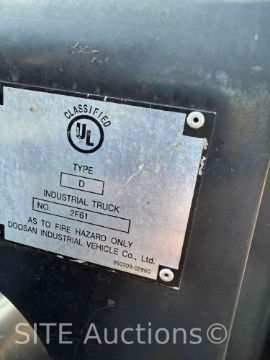 CLASSIFIED
UL
TYPE
D
INDUSTRIAL TRUCK
NO. 2F61
AS TO FIRE HAZARD ONLY
DOOSAN INDUSTRIAL VEHICLE Co., Ltd.
SITE Auctions(cc)